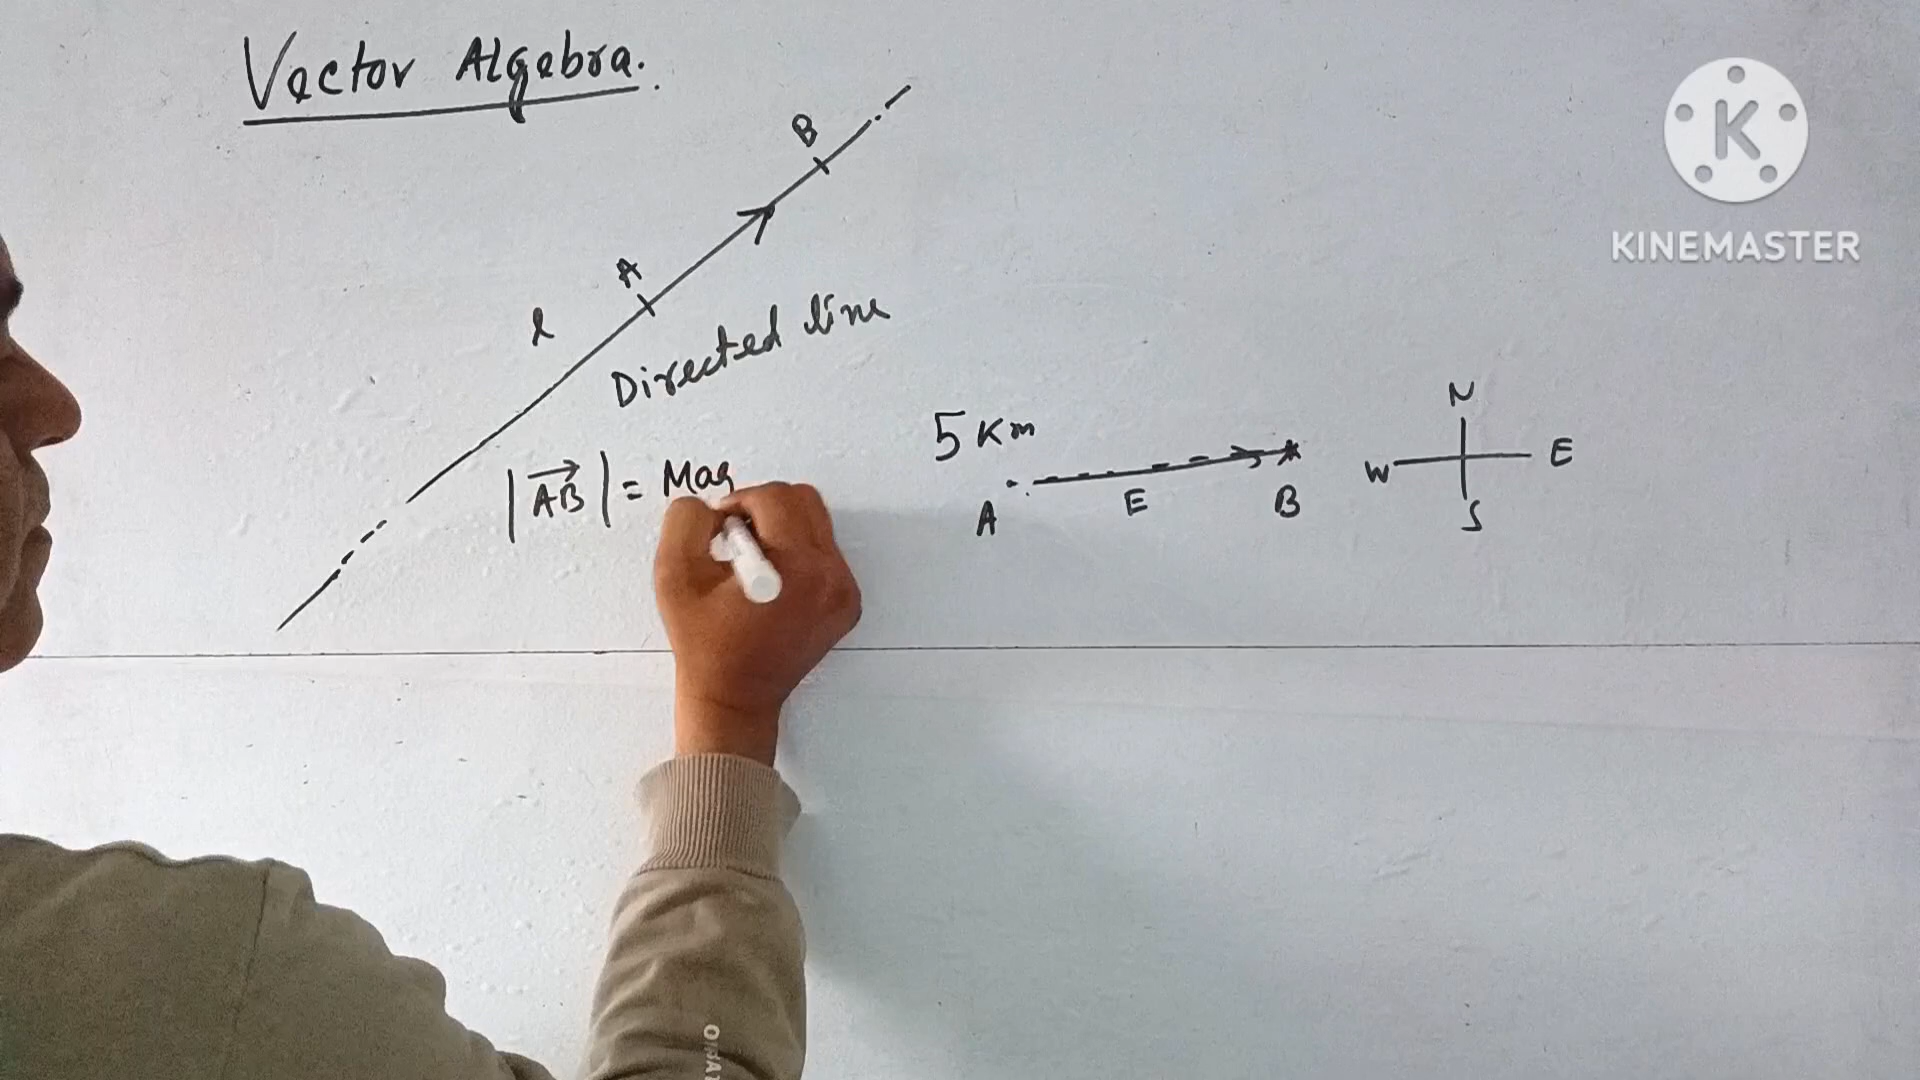 Vector Algebra.
B
A
l
Directed line
5 Km
N
W E
S
A E B
|AB→| = Mag
K
KINEMASTER